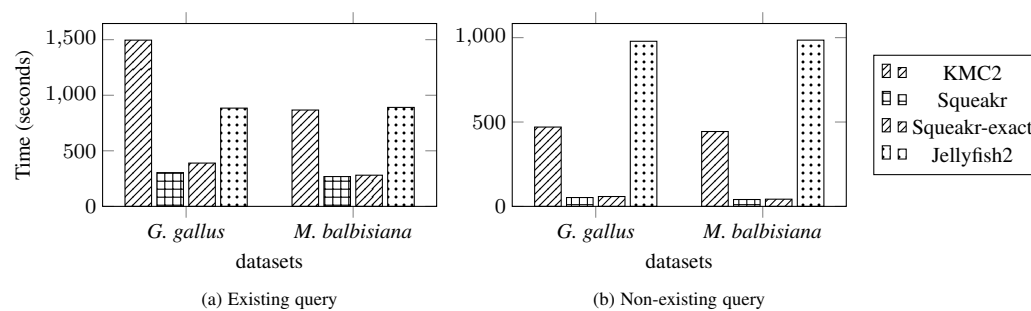 1,500
1,000
500
0
Time (seconds)
G. gallus M. balbisiana
datasets
(a) Existing query
1,000
500
0
G. gallus M. balbisiana
datasets
(b) Non-existing query
KMC2
Squeakr
Squeakr-exact
Jellyfish2